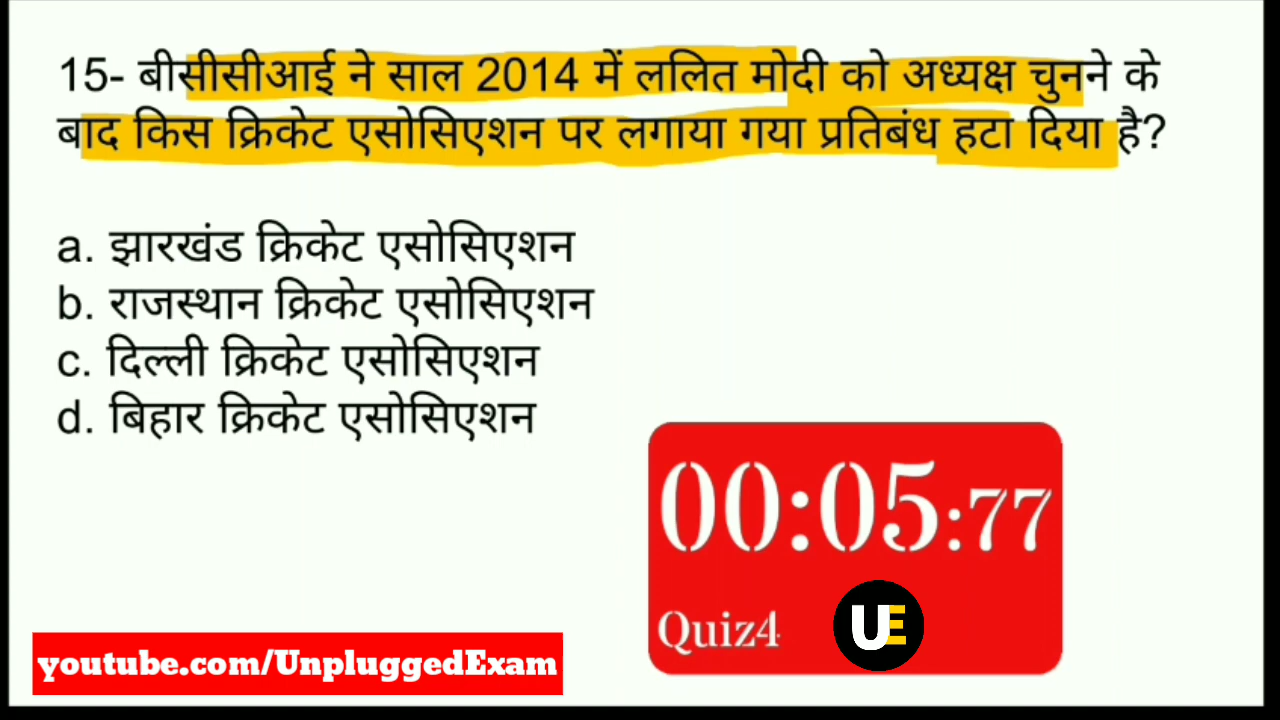 15- बीसीसीआई ने साल 2014 में ललित मोदी को अध्यक्ष चुनने के
बाद किस क्रिकेट एसोसिएशन पर लगाया गया प्रतिबंध हटा दिया है?
a. झारखंड क्रिकेट एसोसिएशन
b. राजस्थान क्रिकेट एसोसिएशन
c. दिल्ली क्रिकेट एसोसिएशन
d. बिहार क्रिकेट एसोसिएशन
00:05:77
Quiz4
UE
youtube.com/UnpluggedExam